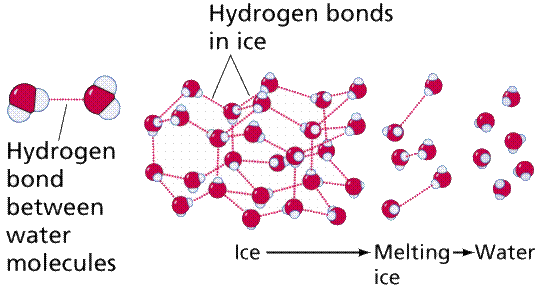 Hydrogen bonds
in ice
Hydrogen
bond
between
water
molecules
Ice
Melting
ice
Water